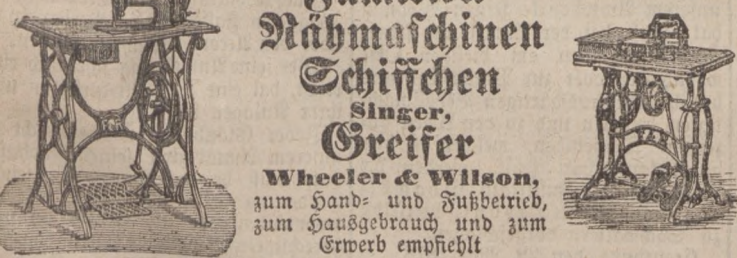 Nähmaschinen
Schiffchen
Singer,
Greifer
Wheeler & Wilson,
zum Hand- und Fußbetrieb,
zum Hausgebrauch und zum
Erwerb empfiehlt